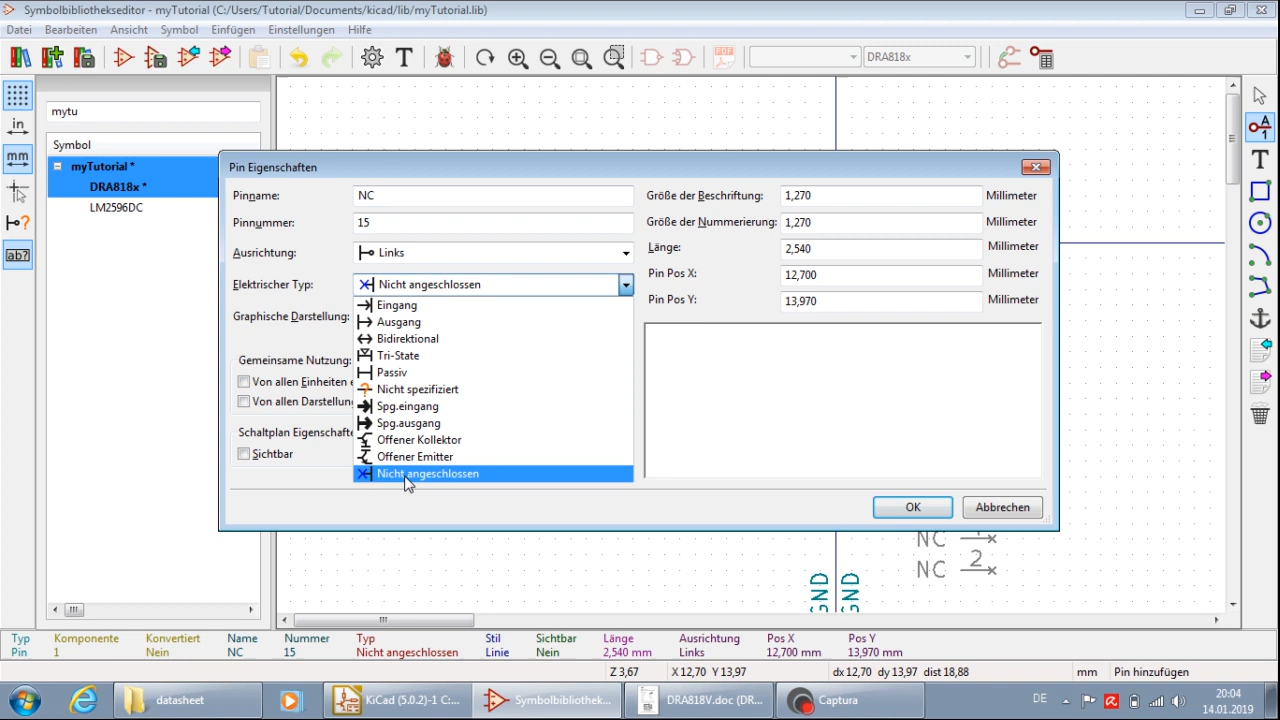 Symbolbibliothekseditor - myTutorial (C:/Users/Tutorial/Documents/kicad/lib/myTutorial.lib)
Datei Bearbeiten Ansicht Symbol Einfügen Einstellungen Hilfe
T PDF DRA818x
in
mm
ab?
mytu
Symbol
myTutorial *
DRA818x *
LM2596DC
A
1
T
Pin Eigenschaften
Pinname: NC
Pinnummer: 15
Ausrichtung: Links
Elektrischer Typ: Nicht angeschlossen
Eingang
Ausgang
Bidirektional
Tri-State
Passiv
Nicht spezifiziert
Spg.eingang
Spg.ausgang
Offener Kollektor
Offener Emitter
Nicht angeschlossen
Graphische Darstellung:
Gemeinsame Nutzung:
Von allen Einheiten
Von allen Darstellu
Schaltplan Eigenschafte
Sichtbar
Größe der Beschriftung: 1,270 Millimeter
Größe der Nummerierung: 1,270 Millimeter
Länge: 2,540 Millimeter
Pin Pos X: 12,700 Millimeter
Pin Pos Y: 13,970 Millimeter
OK Abbrechen
NC
NC 2
GND GND
Typ Komponente Konvertiert Name Nummer Typ Stil Sichtbar Länge Ausrichtung Pos X Pos Y
Pin 1 Nein NC 15 Nicht angeschlossen Linie Nein 2,540 mm Links 12,700 mm 13,970 mm
Z 3,67 X 12,70 Y 13,97 dx 12,70 dy 13,97 dist 18,88 mm Pin hinzufügen
datasheet KiCad (5.0.2)-1 C:... Symbolbibliothek... DRA818V.doc (DR... Captura DE 20:04
14.01.2019